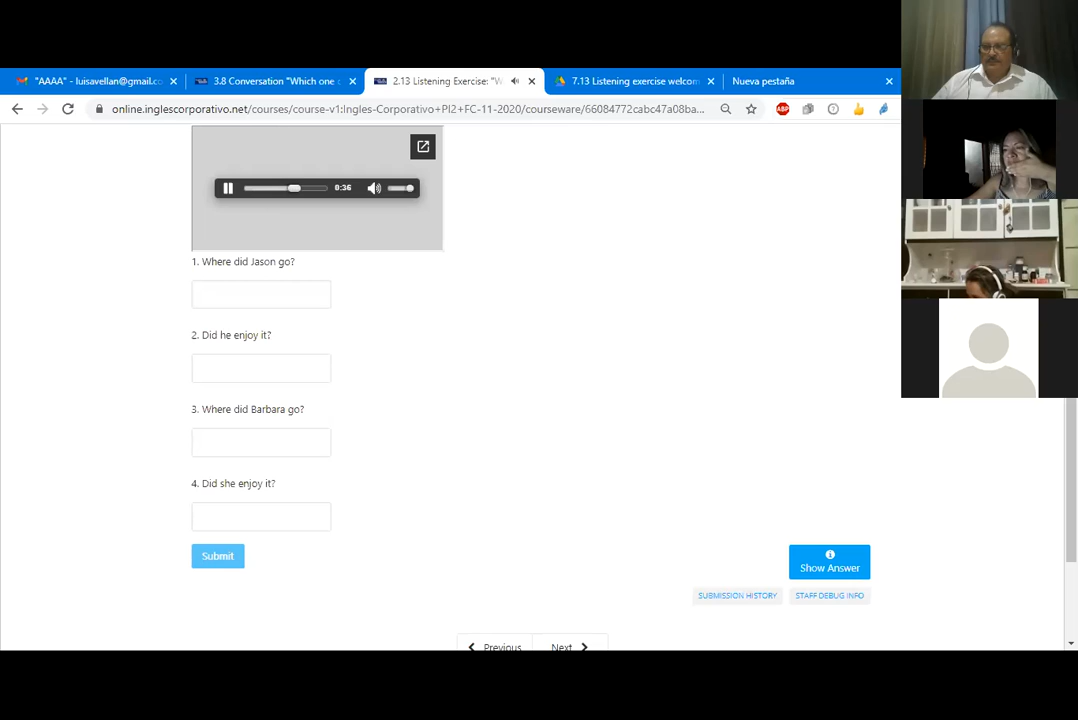 "AAAA" - luisavellan@gmail.co
3.8 Conversation "Which one
2.13 Listening Exercise: "W
7.13 Listening exercise welcom
Nueva pestaña
online.inglescorporativo.net/courses/course-v1:Ingles-Corporativo+PI2+FC-11-2020/courseware/66084772cabc47a08ba...
ABP
0:36
1. Where did Jason go?
2. Did he enjoy it?
3. Where did Barbara go?
4. Did she enjoy it?
Submit
Show Answer
SUBMISSION HISTORY
STAFF DEBUG INFO
Previous
Next